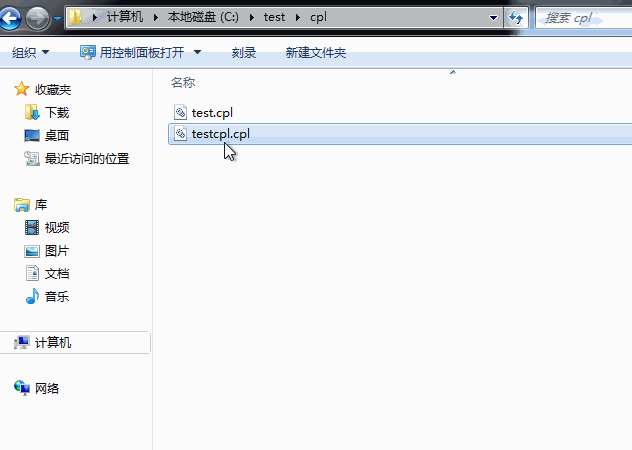 计算机 ▸ 本地磁盘 (C:) ▸ test ▸ cpl
搜索 cpl
组织 用控制面板打开 刻录 新建文件夹
收藏夹
下载
桌面
最近访问的位置
库
视频
图片
文档
音乐
计算机
网络
名称
test.cpl
testcpl.cpl